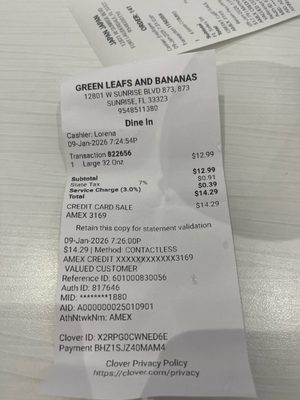 JAPAN JAPAN
ORDER: 141
GREEN LEAFS AND BANANAS
12801 W SUNRISE BLVD 873, 873
SUNRISE, FL 33323
9548511380
Dine In
Cashier: Lorena
09-Jan-2026 7:24:54P
Transaction 822656
1 Large 32 Onz $12.99
Subtotal $12.99
State Tax 7% $0.91
Service Charge (3.0%) $0.39
Total $14.29
CREDIT CARD SALE $14.29
AMEX 3169
Retain this copy for statement validation
09-Jan-2026 7:26:00P
$14.29 | Method: CONTACTLESS
AMEX CREDIT XXXXXXXXXXXX3169
VALUED CUSTOMER
Reference ID: 601000830056
Auth ID: 817646
MID: ********1880
AID: A000000025010901
AthNtwkNm: AMEX
Clover ID: X2RPG0CWNED6E
Payment BHZ1SJZ40MAM4
Clover Privacy Policy
https://clover.com/privacy